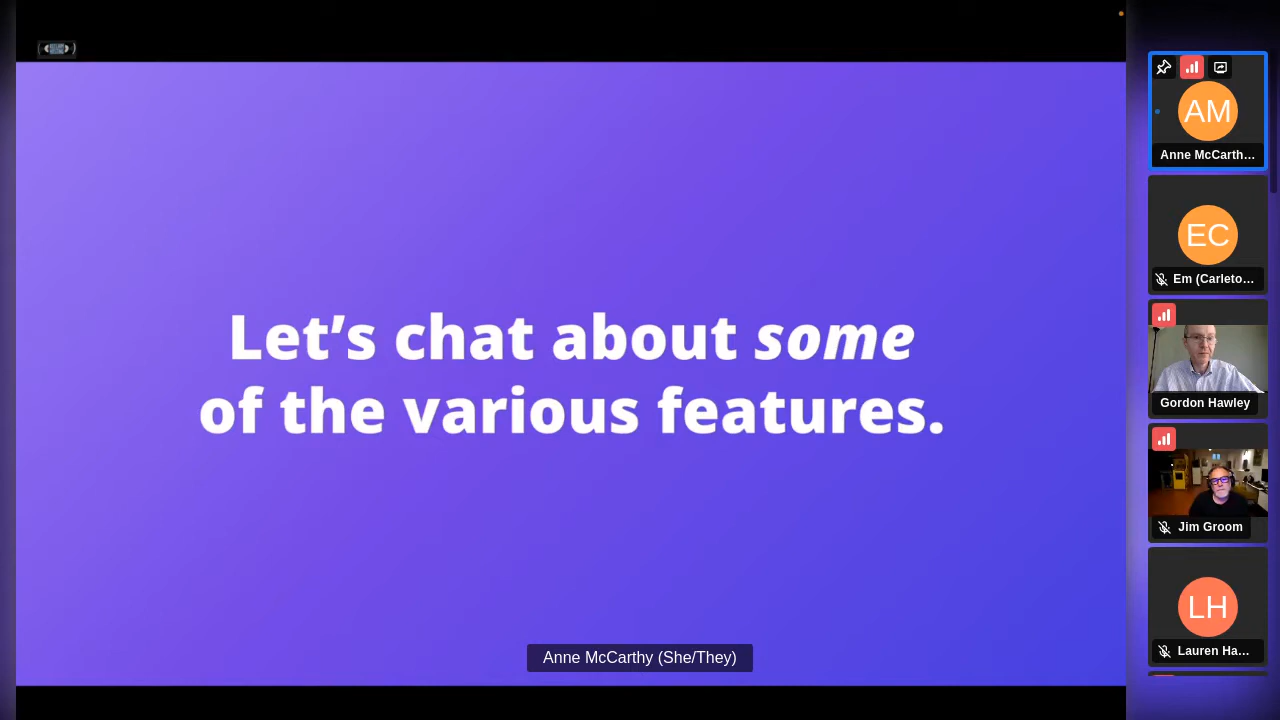 Let's chat about some
of the various features.
Anne McCarthy (She/They)
AM
Anne McCarth...
EC
Em (Carleto...
Gordon Hawley
Jim Groom
LH
Lauren Ha...